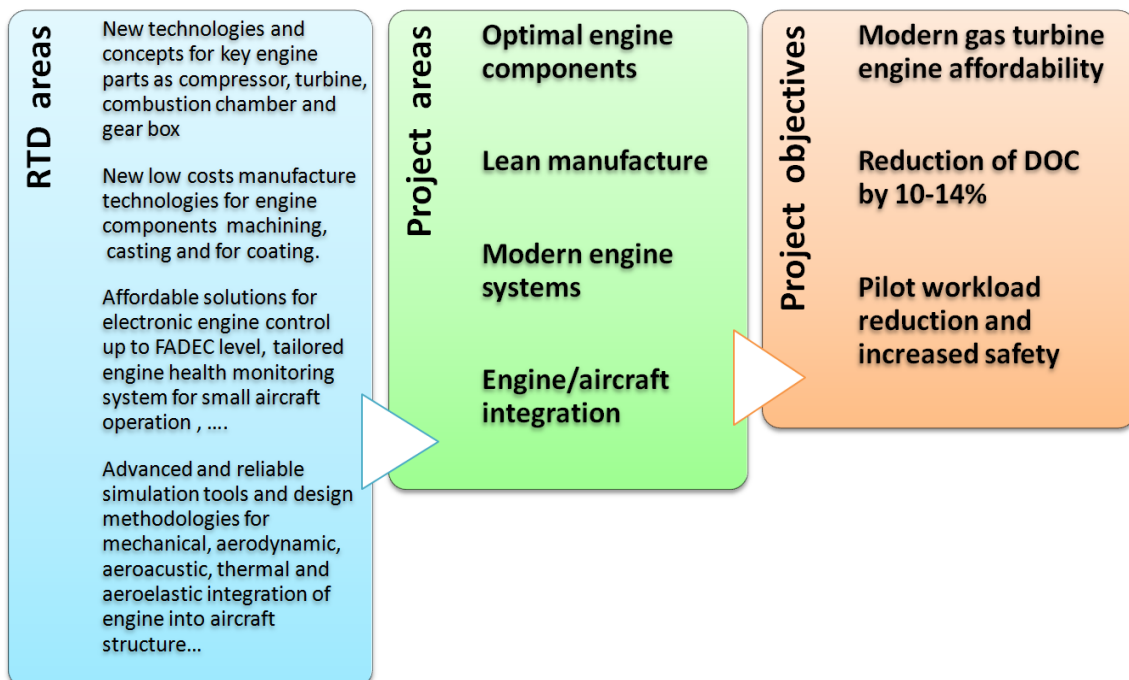 RTD areas
New technologies and
concepts for key engine
parts as compressor, turbine,
combustion chamber and
gear box
New low costs manufacture
technologies for engine
components machining,
casting and for coating.
Affordable solutions for
electronic engine control
up to FADEC level, tailored
engine health monitoring
system for small aircraft
operation , ....
Advanced and reliable
simulation tools and design
methodologies for
mechanical, aerodynamic,
aeroacustic, thermal and
aeroelastic integration of
engine into aircraft
structure...
Project areas
Optimal engine
components
Lean manufacture
Modern engine
systems
Engine/aircraft
integration
Project objectives
Modern gas turbine
engine affordability
Reduction of DOC
by 10-14%
Pilot workload
reduction and
increased safety